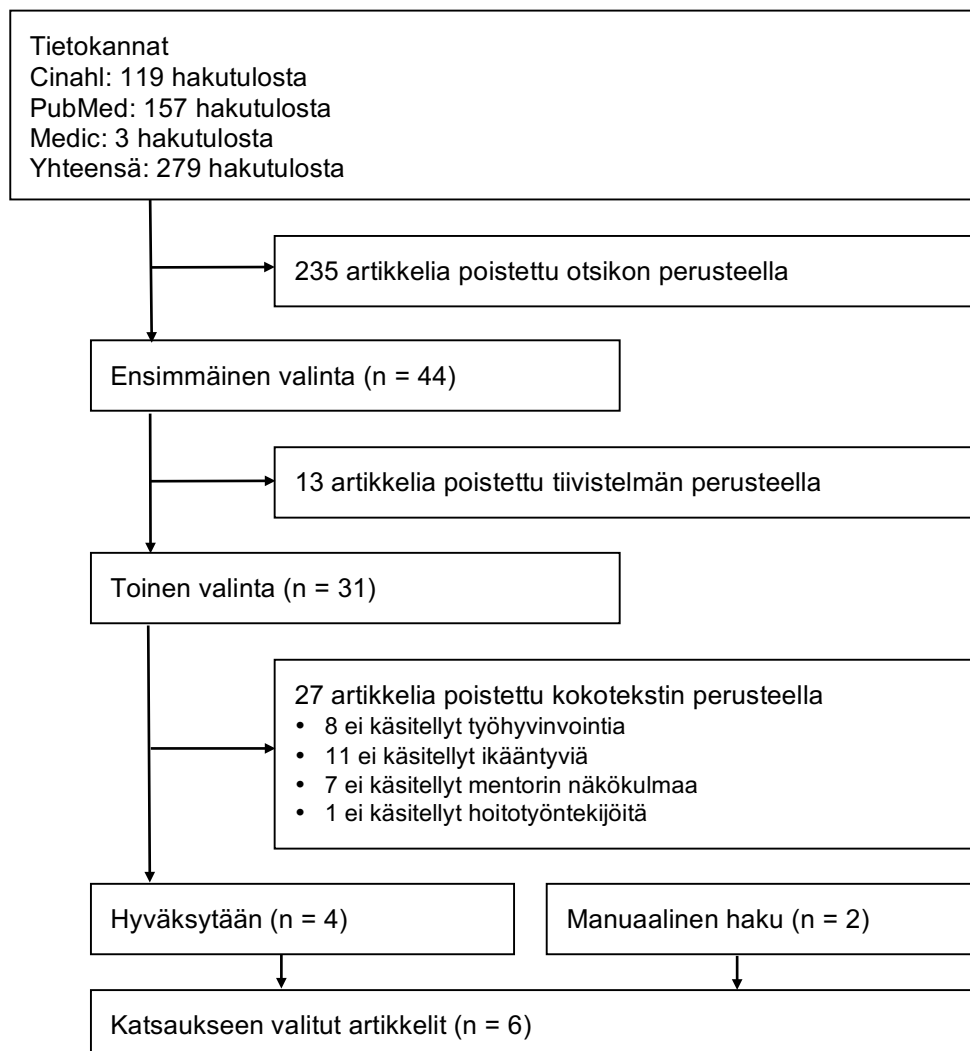 Tietokannat
Cinahl: 119 hakutulosta
PubMed: 157 hakutulosta
Medic: 3 hakutulosta
Yhteensä: 279 hakutulosta
235 artikkelia poistettu otsikon perusteella
Ensimmäinen valinta (n = 44)
13 artikkelia poistettu tiivistelmän perusteella
Toinen valinta (n = 31)
27 artikkelia poistettu kokotekstin perusteella
• 8 ei käsitellyt työhyvinvointia
• 11 ei käsitellyt ikääntyviä
• 7 ei käsitellyt mentorin näkökulmaa
• 1 ei käsitellyt hoitotyöntekijöitä
Hyväksytään (n = 4)
Manuaalinen haku (n = 2)
Katsaukseen valitut artikkelit (n = 6)